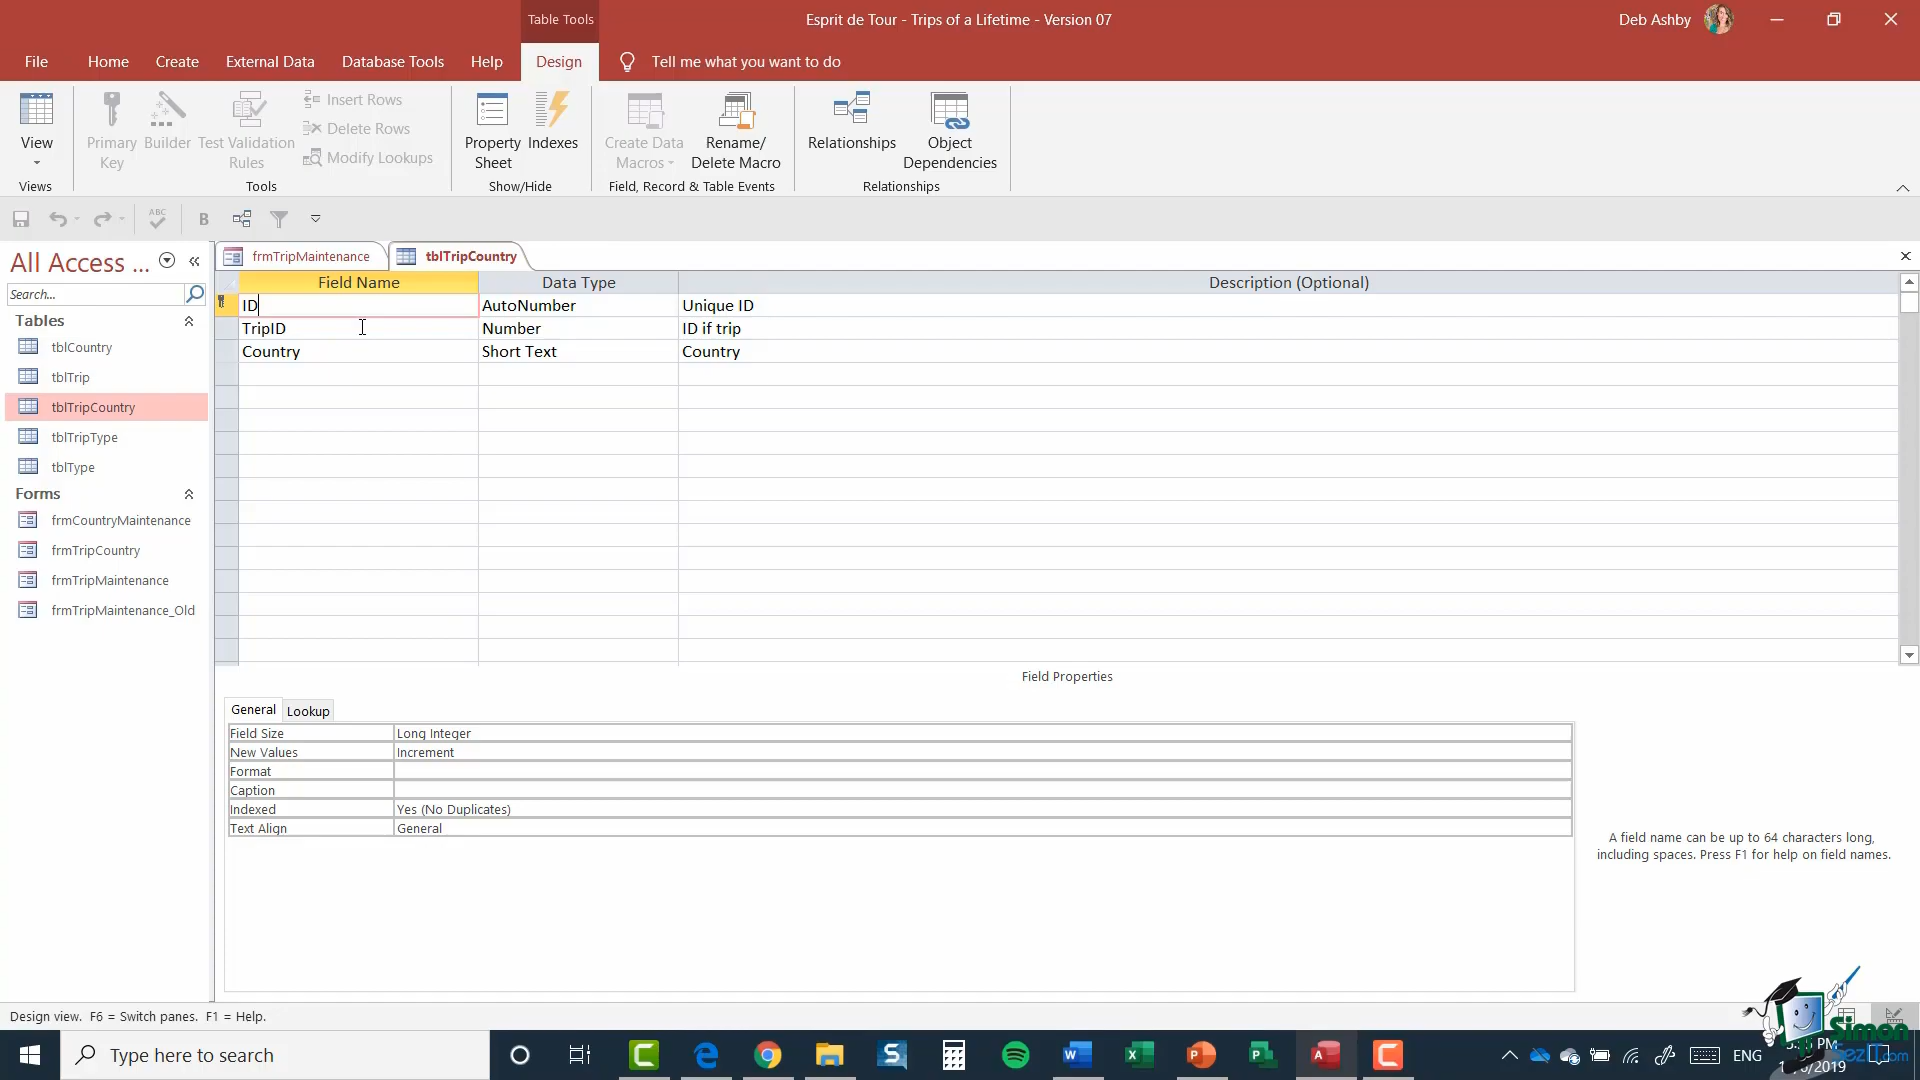 Table Tools
Esprit de Tour - Trips of a Lifetime - Version 07
Deb Ashby
File
Home
Create
External Data
Database Tools
Help
Design
Tell me what you want to do
View
Primary Key
Builder
Test Validation Rules
Insert Rows
Delete Rows
Modify Lookups
Property Sheet
Indexes
Create Data Macros
Rename/ Delete Macro
Relationships
Object Dependencies
Views
Tools
Show/Hide
Field, Record & Table Events
Relationships
ABC
B
All Access ...
frmTripMaintenance
tblTripCountry
Search...
Tables
tblCountry
tblTrip
tblTripCountry
tblTripType
tblType
Forms
frmCountryMaintenance
frmTripCountry
frmTripMaintenance
frmTripMaintenance_Old
Field Name Data Type Description (Optional)
ID AutoNumber Unique ID
TripID Number ID if trip
Country Short Text Country
Field Properties
General Lookup
Field Size Long Integer
New Values Increment
Format
Caption
Indexed Yes (No Duplicates)
Text Align General
A field name can be up to 64 characters long,
including spaces. Press F1 for help on field names.
Design view. F6 = Switch panes. F1 = Help.
Simon
SezIT.com
Type here to search
ENG
PM
/2019